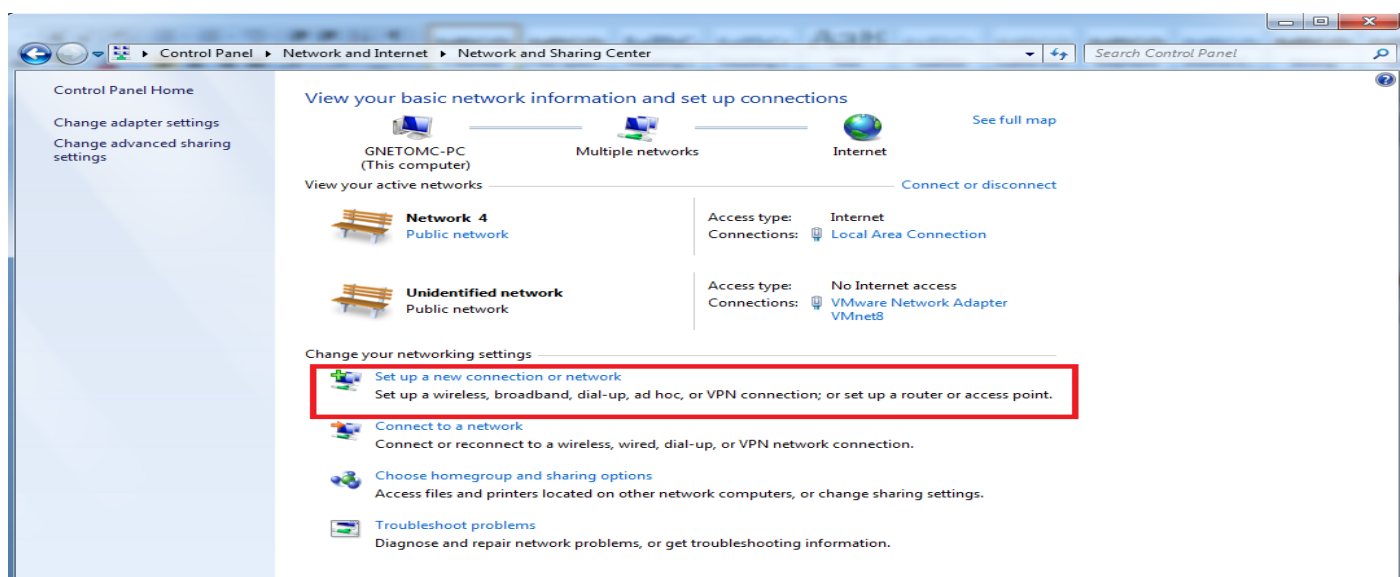 Control Panel ▸ Network and Internet ▸ Network and Sharing Center
Search Control Panel
Control Panel Home
Change adapter settings
Change advanced sharing
settings
View your basic network information and set up connections
See full map
GNETOMC-PC
(This computer)
Multiple networks
Internet
View your active networks
Connect or disconnect
Network 4
Public network
Access type: Internet
Connections: Local Area Connection
Unidentified network
Public network
Access type: No Internet access
Connections: VMware Network Adapter
VMnet8
Change your networking settings
Set up a new connection or network
Set up a wireless, broadband, dial-up, ad hoc, or VPN connection; or set up a router or access point.
Connect to a network
Connect or reconnect to a wireless, wired, dial-up, or VPN network connection.
Choose homegroup and sharing options
Access files and printers located on other network computers, or change sharing settings.
Troubleshoot problems
Diagnose and repair network problems, or get troubleshooting information.